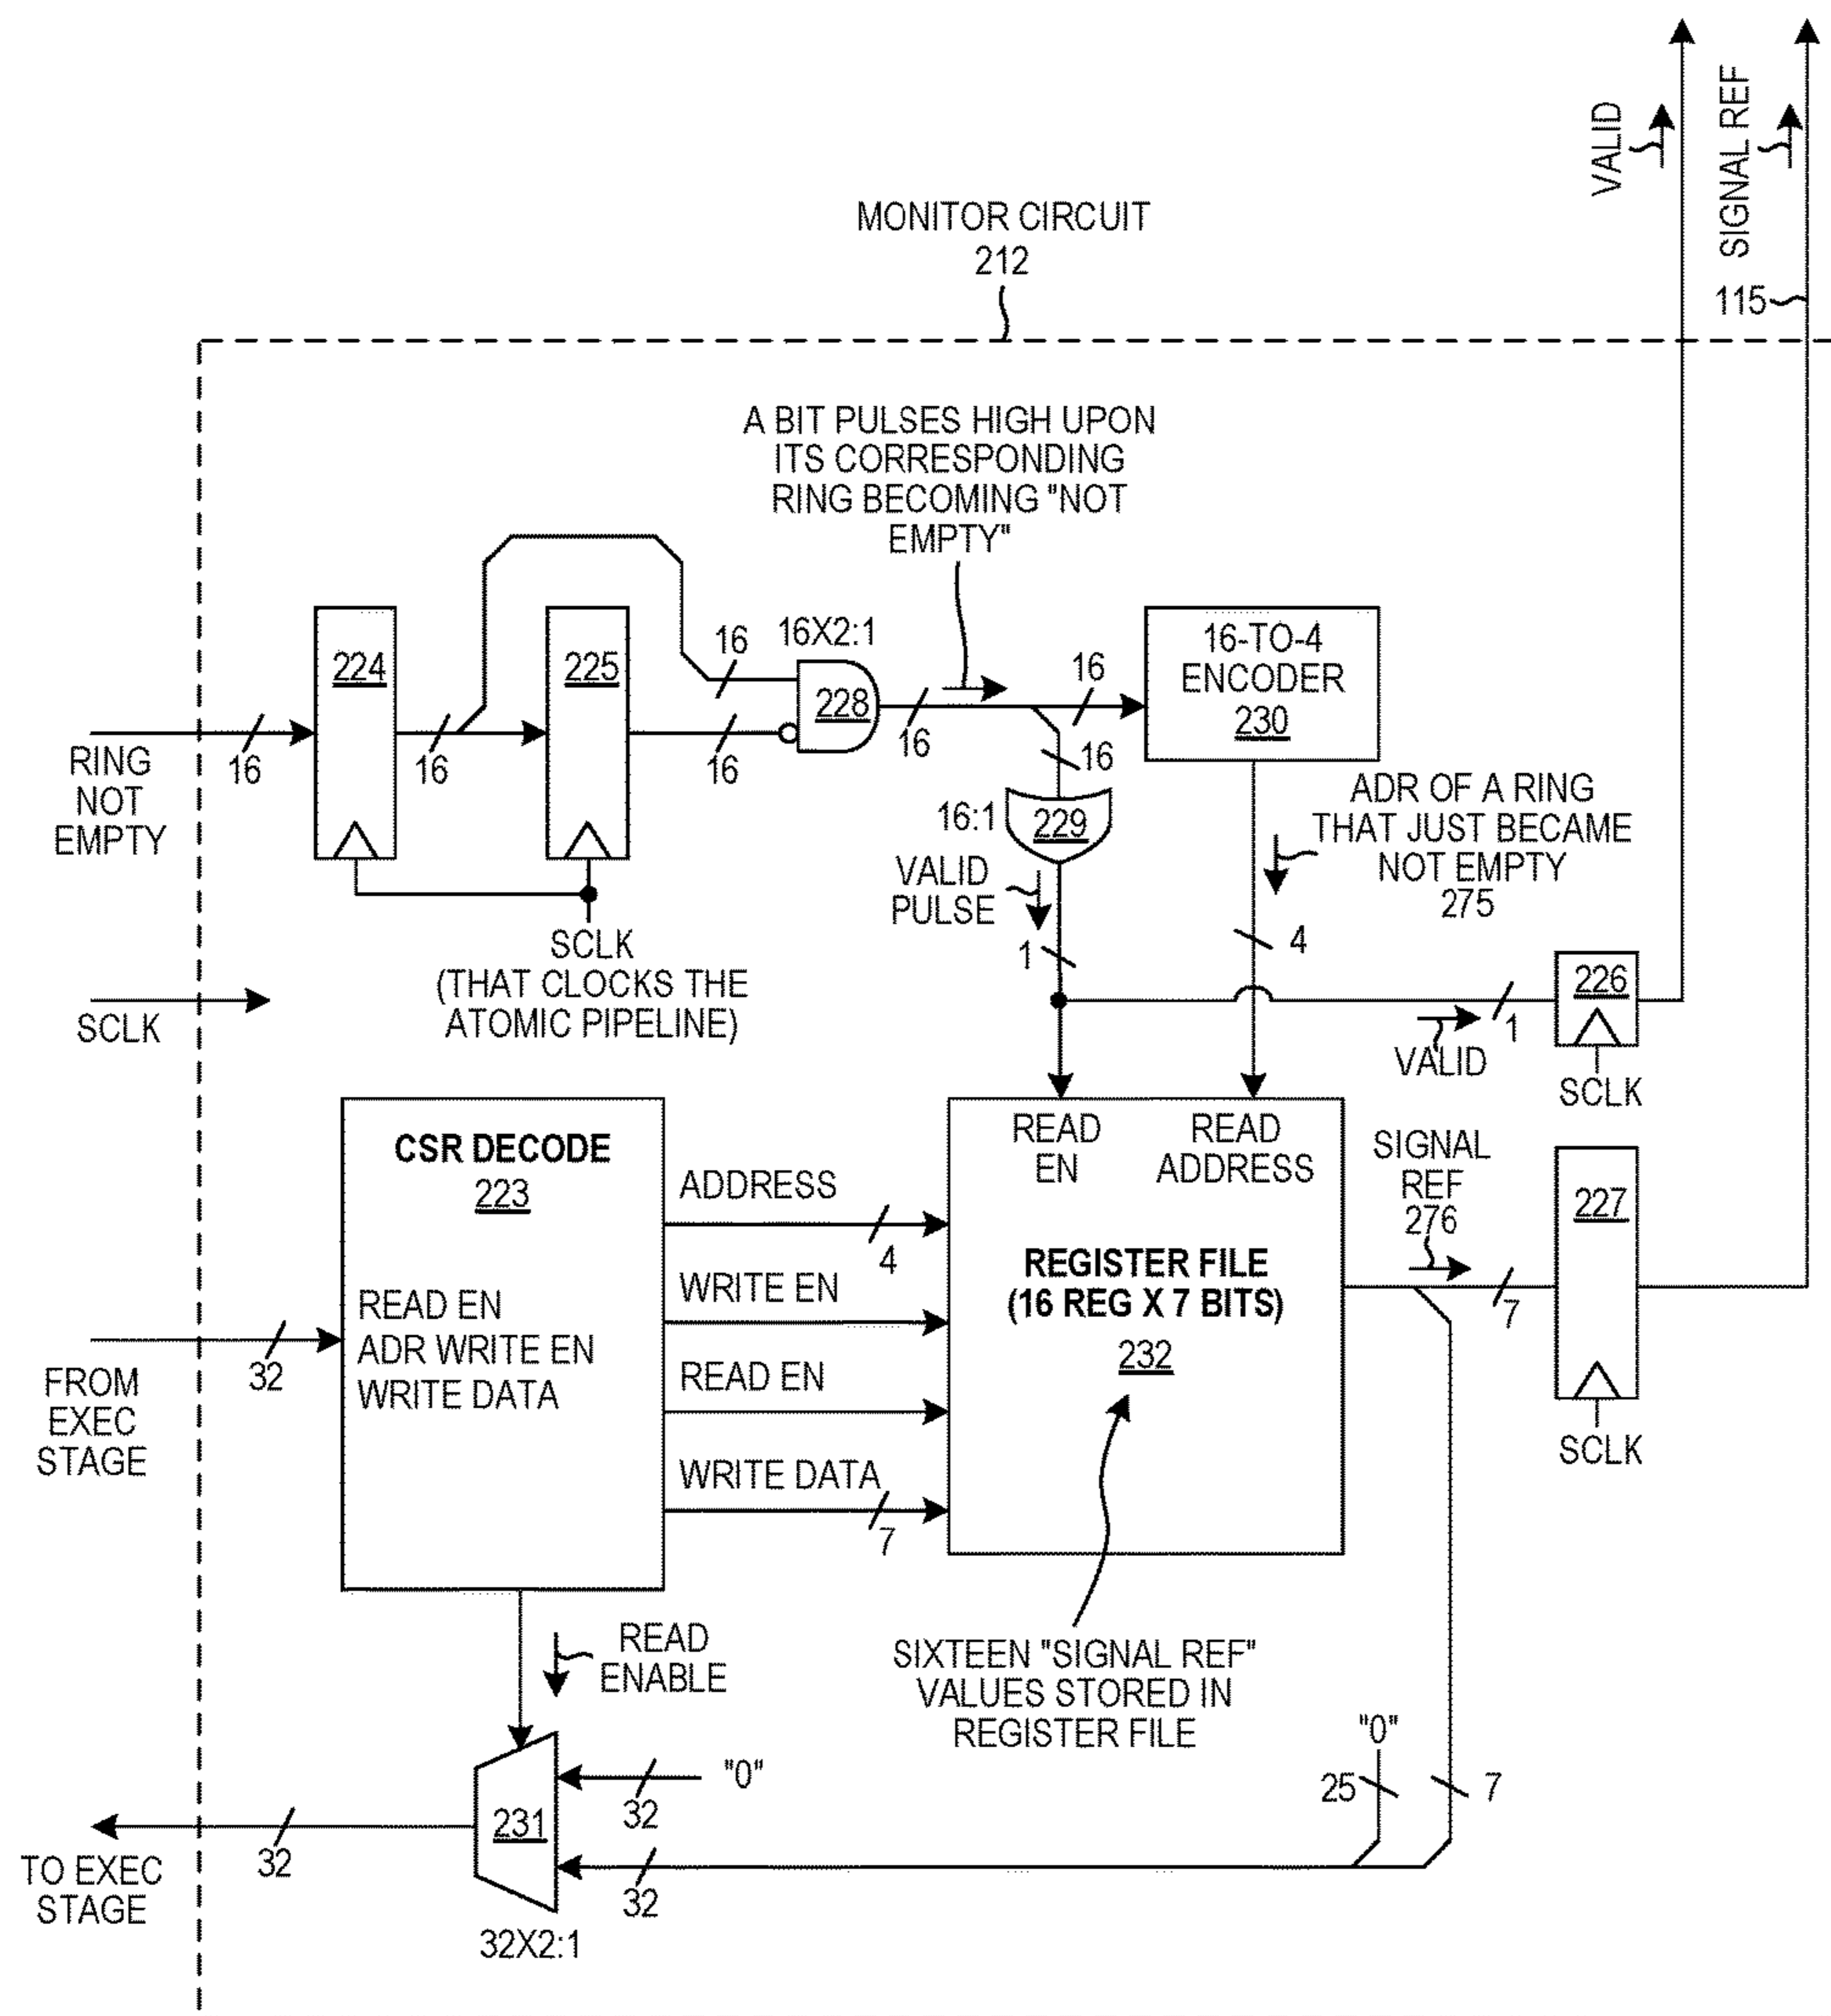 VALID
SIGNAL REF
115
MONITOR CIRCUIT
212
A BIT PULSES HIGH UPON
ITS CORRESPONDING
RING BECOMING "NOT
EMPTY"
RING
NOT
EMPTY
16
224
16
225
16
16
16X2:1
228
16
16
16-TO-4
ENCODER
230
16
16:1
229
VALID
PULSE
1
ADR OF A RING
THAT JUST BECAME
NOT EMPTY
275
4
SCLK
(THAT CLOCKS THE
ATOMIC PIPELINE)
SCLK
VALID
1
226
SCLK
CSR DECODE
223
READ EN
ADR WRITE EN
WRITE DATA
FROM
EXEC
STAGE
32
ADDRESS
4
WRITE EN
READ EN
WRITE DATA
7
READ
EN
READ
ADDRESS
REGISTER FILE
(16 REG X 7 BITS)
232
SIGNAL
REF
276
7
227
SCLK
READ
ENABLE
SIXTEEN "SIGNAL REF"
VALUES STORED IN
REGISTER FILE
"0"
32
231
32
32X2:1
"0"
25
7
32
TO EXEC
STAGE